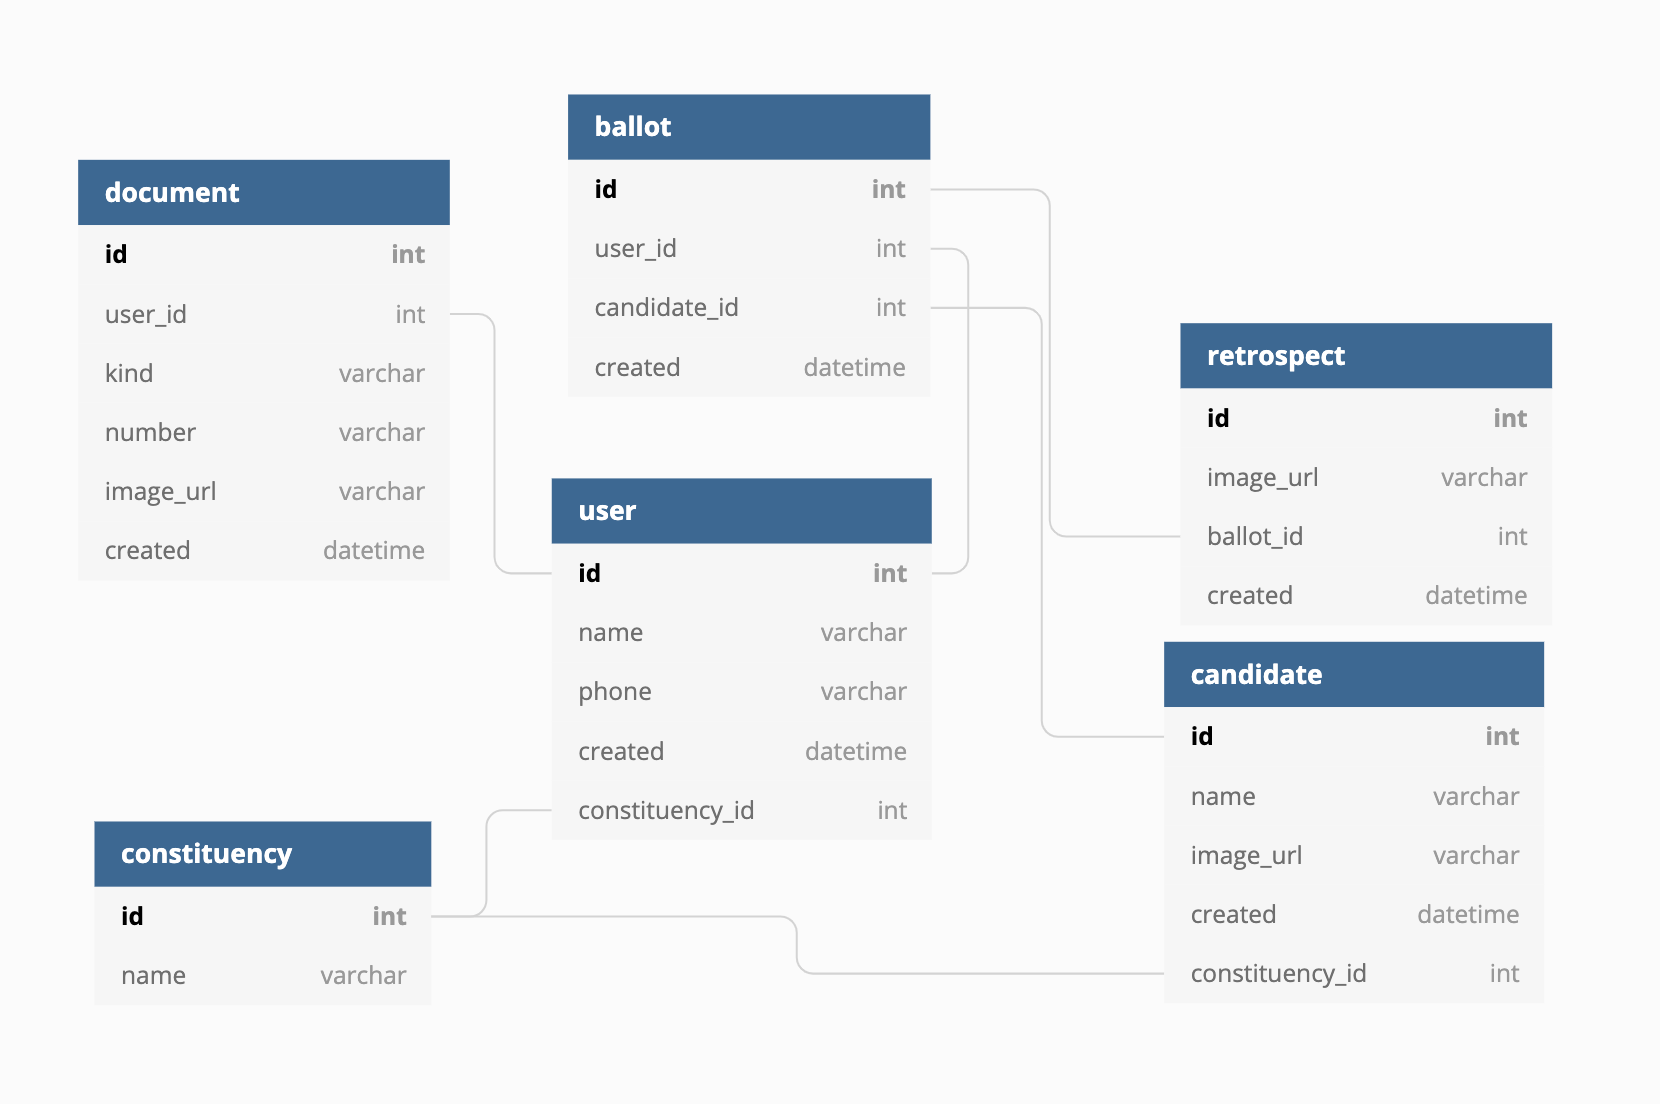 ballot
id int
user_id int
candidate_id int
created datetime
document
id int
user_id int
kind varchar
number varchar
image_url varchar
created datetime
retrospect
id int
image_url varchar
ballot_id int
created datetime
user
id int
name varchar
phone varchar
created datetime
constituency_id int
candidate
id int
name varchar
image_url varchar
created datetime
constituency_id int
constituency
id int
name varchar